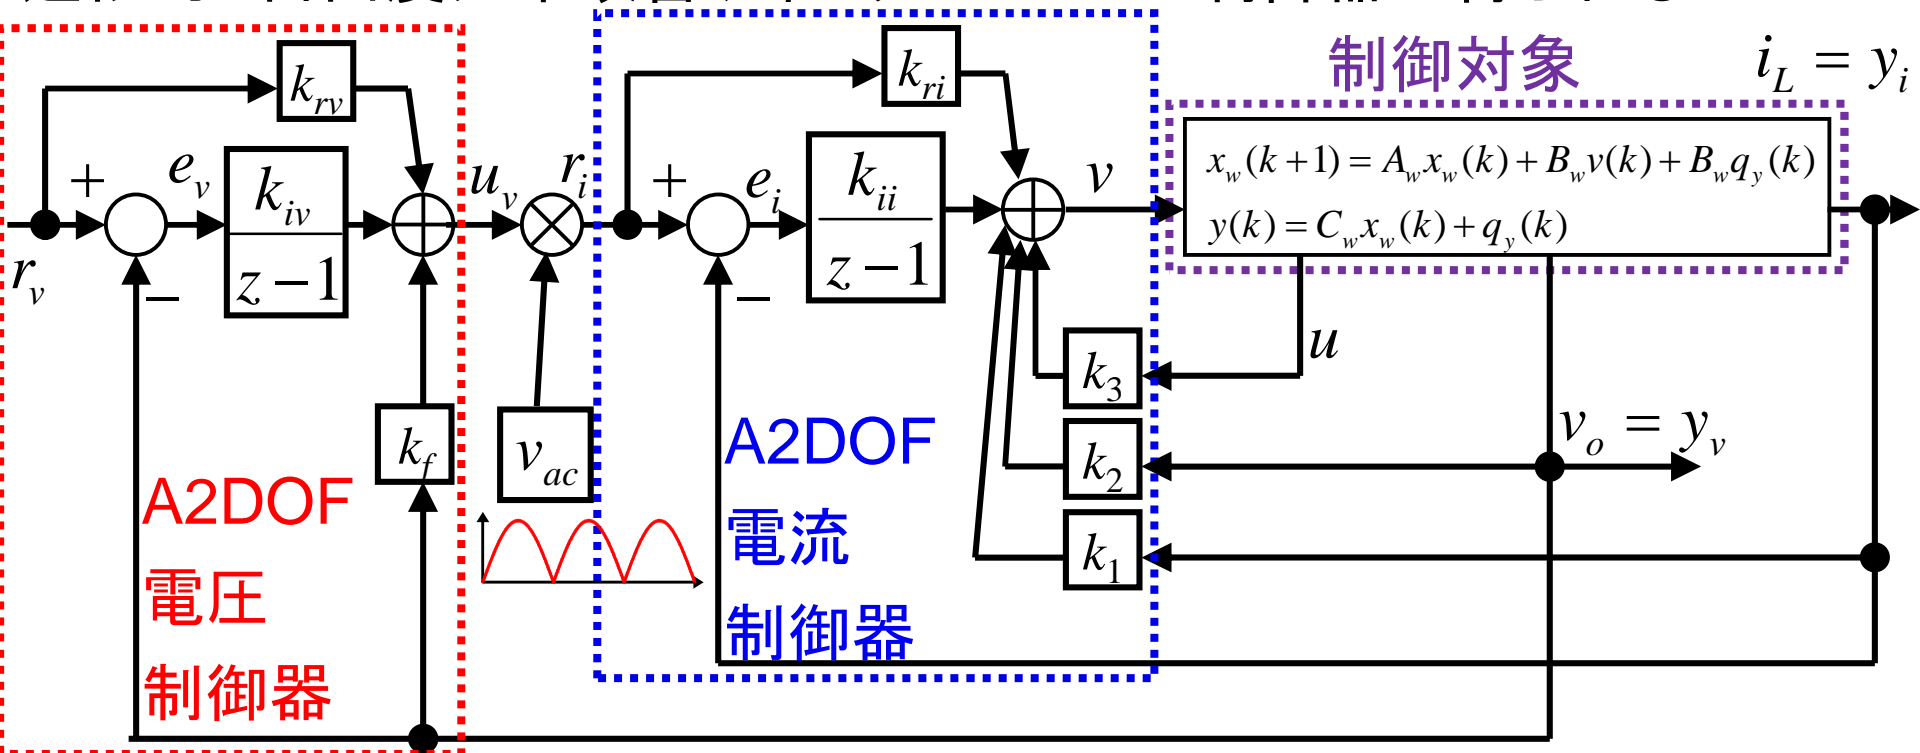 制御対象
i_L = y_i
k_rv
k_ri
x_w(k+1) = A_w x_w(k) + B_w v(k) + B_w q_y(k)
y(k) = C_w x_w(k) + q_y(k)
+
e_v
k_iv
z − 1
u_v
r_i
+
e_i
k_ii
z − 1
v
r_v
−
−
u
k_3
v_o = y_v
k_2
k_1
k_f
v_ac
A2DOF
電圧
制御器
A2DOF
電流
制御器